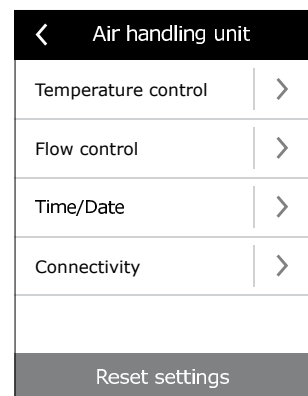 Air handling unit
Temperature control
Flow control
Time/Date
Connectivity
Reset settings